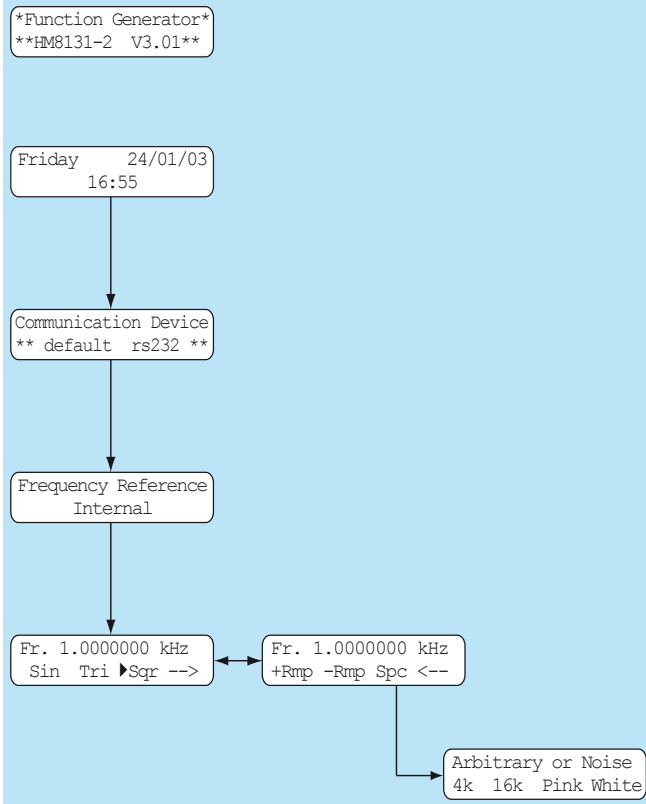 *Function Generator*
**HM8131-2 V3.01**
Friday 24/01/03
16:55
Communication Device
** default rs232 **
Frequency Reference
Internal
Fr. 1.0000000 kHz
Sin Tri ▶Sqr -->
Fr. 1.0000000 kHz
+Rmp -Rmp Spc <--
Arbitrary or Noise
4k 16k Pink White